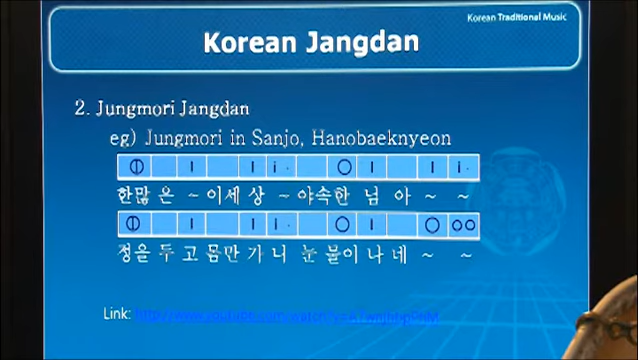 Korean Traditional Music
Korean Jangdan
2. Jungmori Jangdan
eg) Jungmori in Sanjo, Hanobaeknyeon
한많 은 ~ 이세 상 ~ 야속한 님 아 ~ ~
정을 두 고 몸만 가 니 눈 물이 나 네 ~ ~
Link: